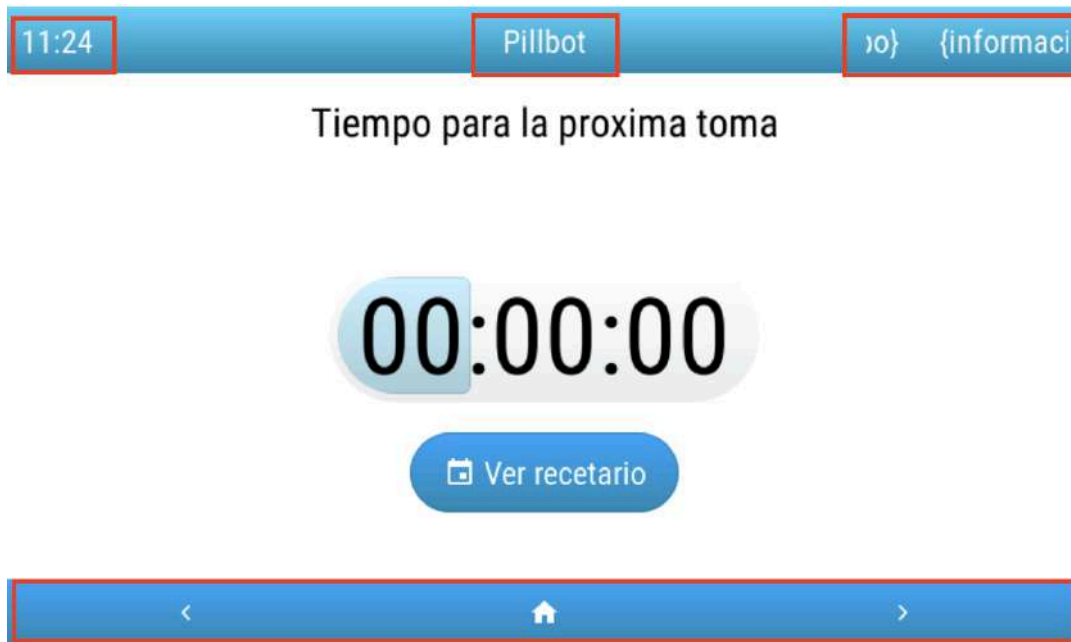 11:24 Pillbot o} {informaci
Tiempo para la proxima toma
00:00:00
Ver recetario
< >